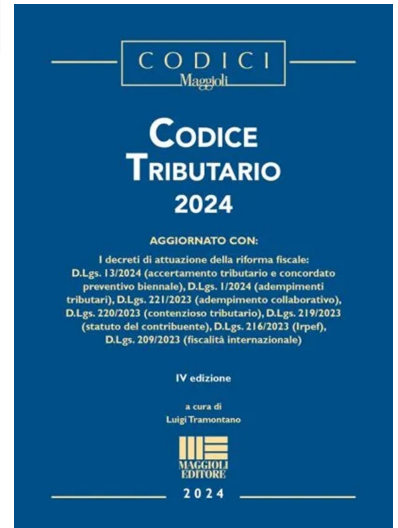 CODICI
Maggioli
CODICE
TRIBUTARIO
2024
AGGIORNATO CON:
I decreti di attuazione della riforma fiscale:
D.Lgs. 13/2024 (accertamento tributario e concordato
preventivo biennale), D.Lgs. 1/2024 (adempimenti
tributari), D.Lgs. 221/2023 (adempimento collaborativo),
D.Lgs. 220/2023 (contenzioso tributario), D.Lgs. 219/2023
(statuto del contribuente), D.Lgs. 216/2023 (Irpef),
D.Lgs. 209/2023 (fiscalità internazionale)
IV edizione
a cura di
Luigi Tramontano
MAGGIOLI
EDITORE
2024